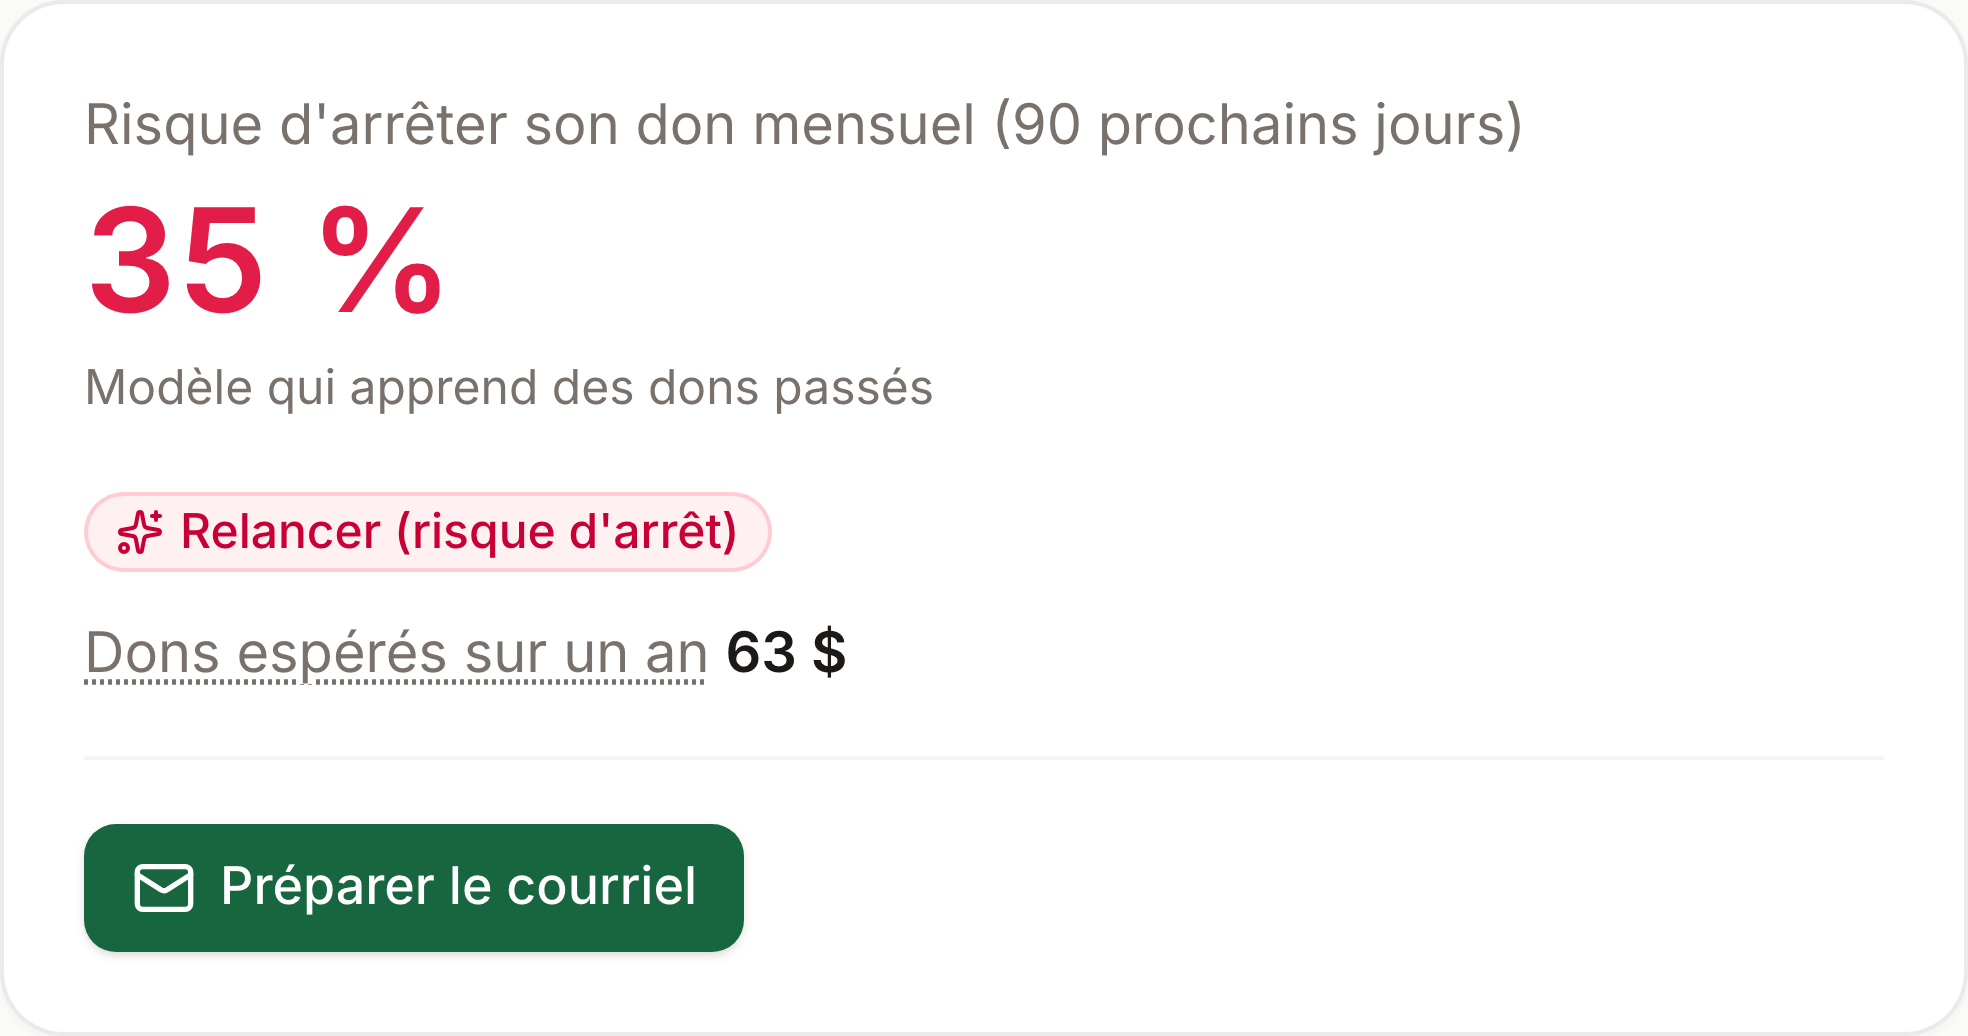 Risque d'arrêter son don mensuel (90 prochains jours)
35 %
Modèle qui apprend des dons passés
Relancer (risque d'arrêt)
Dons espérés sur un an 63 $
Préparer le courriel